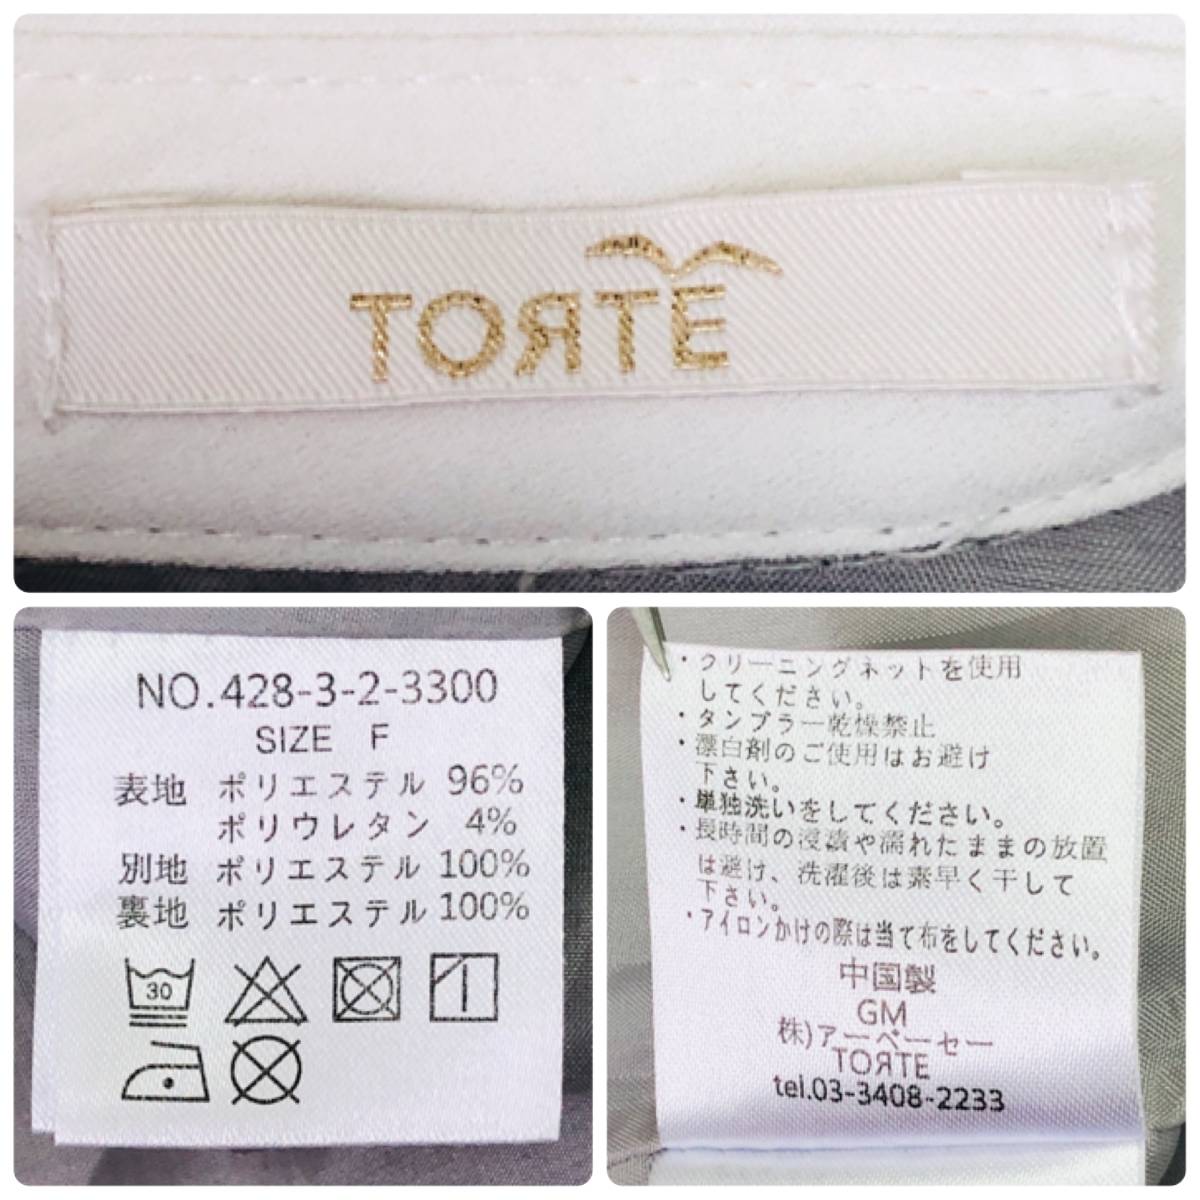 TOЯTE
NO.428-3-2-3300
SIZE F
表地 ポリエステル 96%
ポリウレタン 4%
別地 ポリエステル 100%
裏地 ポリエステル 100%
30
・クリーニングネットを使用
してください。
・タンブラー乾燥禁止
・漂白剤のご使用はお避け
下さい。
・単独洗いをしてください。
・長時間の浸漬や濡れたままの放置
は避け、洗濯後は素早く干して
下さい。
・アイロンかけの際は当て布をしてください。
中国製
GM
株)アーペーセー
TOЯTE
tel.03-3408-2233